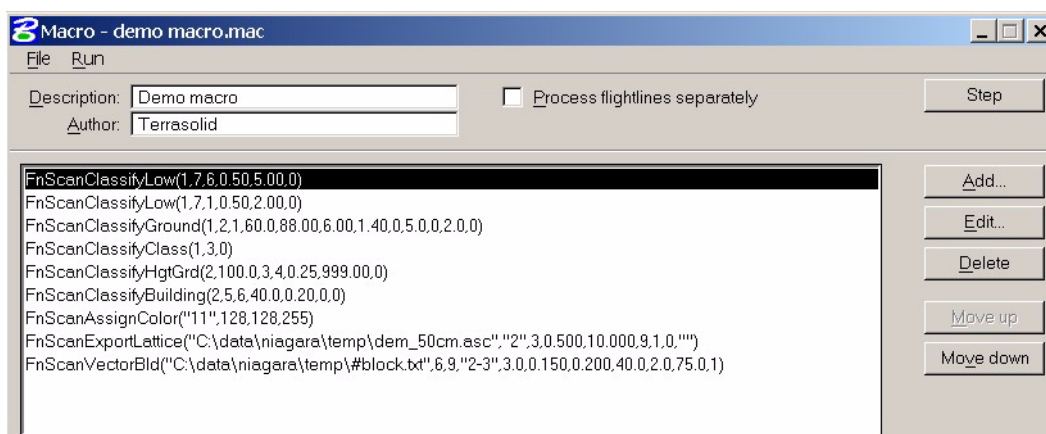 Macro - demo macro.mac
File Run
Description: Demo macro
Process flightlines separately
Step
Author: Terrasolid
FnScanClassifyLow(1,7,6,0.50,5.00,0)
FnScanClassifyLow(1,7,1,0.50,2.00,0)
FnScanClassifyGround(1,2,1,60.0,88.00,6.00,1.40,0,5.0,0,2.0,0)
FnScanClassifyClass(1,3,0)
FnScanClassifyHgtGrd(2,100.0,3,4,0.25,999.00,0)
FnScanClassifyBuilding(2,5,6,40.0,0.20,0,0)
FnScanAssignColor("11",128,128,255)
FnScanExportLattice("C:\data\niagara\temp\dem_50cm.asc","2",3,0.500,10.000,9,1,0,"")
FnScanVectorBld("C:\data\niagara\temp\#block.txt",6,9,"2-3",3.0,0.150,0.200,40.0,2.0,75.0,1)
Add...
Edit...
Delete
Move up
Move down